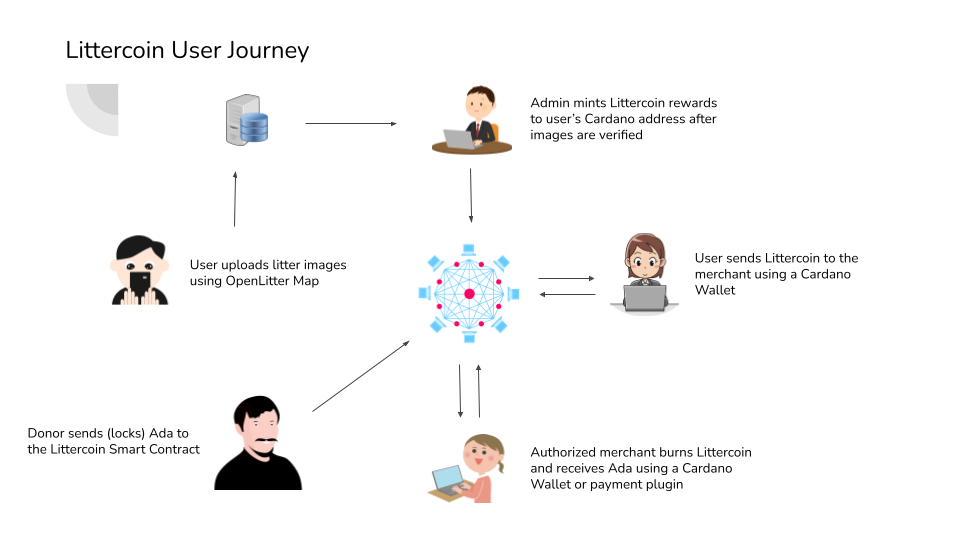 Littercoin User Journey
Admin mints Littercoin rewards
to user's Cardano address after
images are verified
User uploads litter images
using OpenLitter Map
User sends Littercoin to the
merchant using a Cardano
Wallet
Donor sends (locks) Ada to
the Littercoin Smart Contract
Authorized merchant burns Littercoin
and receives Ada using a Cardano
Wallet or payment plugin